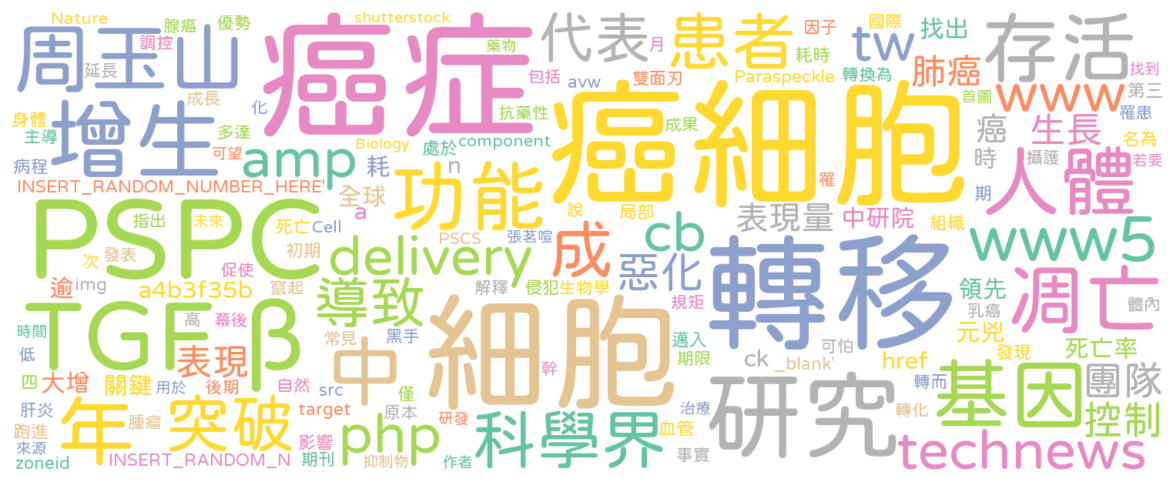 Nature 腺癌 優勢 shutterstock 因子 國際
調控 藥物 月 耗時 找出 找到
周玉山 癌症 代表 患者 tw 存活
延長 包括 avw 雙面刃 Paraspeckle 轉換為 肺癌 www 第三
成長 化 抗藥性 首圖 罹患
身體 增生 多達 成果 癌細胞 癌 生長 名為
主導 Biology 處於 component 時 攝護 若要
病程 可望 amp 耗 n 罹 人體
INSERT_RANDOM_NUMBER_HERE' 全球 功能 期
PSPC 指出 未來 死亡 Cell a 說 局部 表現量 中研院 組織
次 發表 初期 delivery PSCS 張茗喧 成 cb 惡化 轉移 www5
逾 img 促使 竄起 a4b3f35b 導致 解釋 侵犯 生物學 規矩 領先 凋亡 體內
TGFβ 高 幕後 常見 黑手 細胞 邁入 乳癌
時間 元兇
低 表現 中 期限 可怕 發現 死亡率
四 大增 關鍵 用於 後期 自然 src 僅 幹 ck _blank' href 轉而 基因 團隊
肝炎 年 腫瘤 突破 target 原本 研發 治療 研究 轉化 控制
跑進 影響 php 科學界 血管
來源 INSERT_RANDOM_N 期刊 抑制物 作者 事實 technews
zoneid